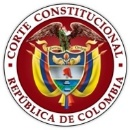 CORTE CONSTITUCIONAL
REPÚBLICA DE COLOMBIA